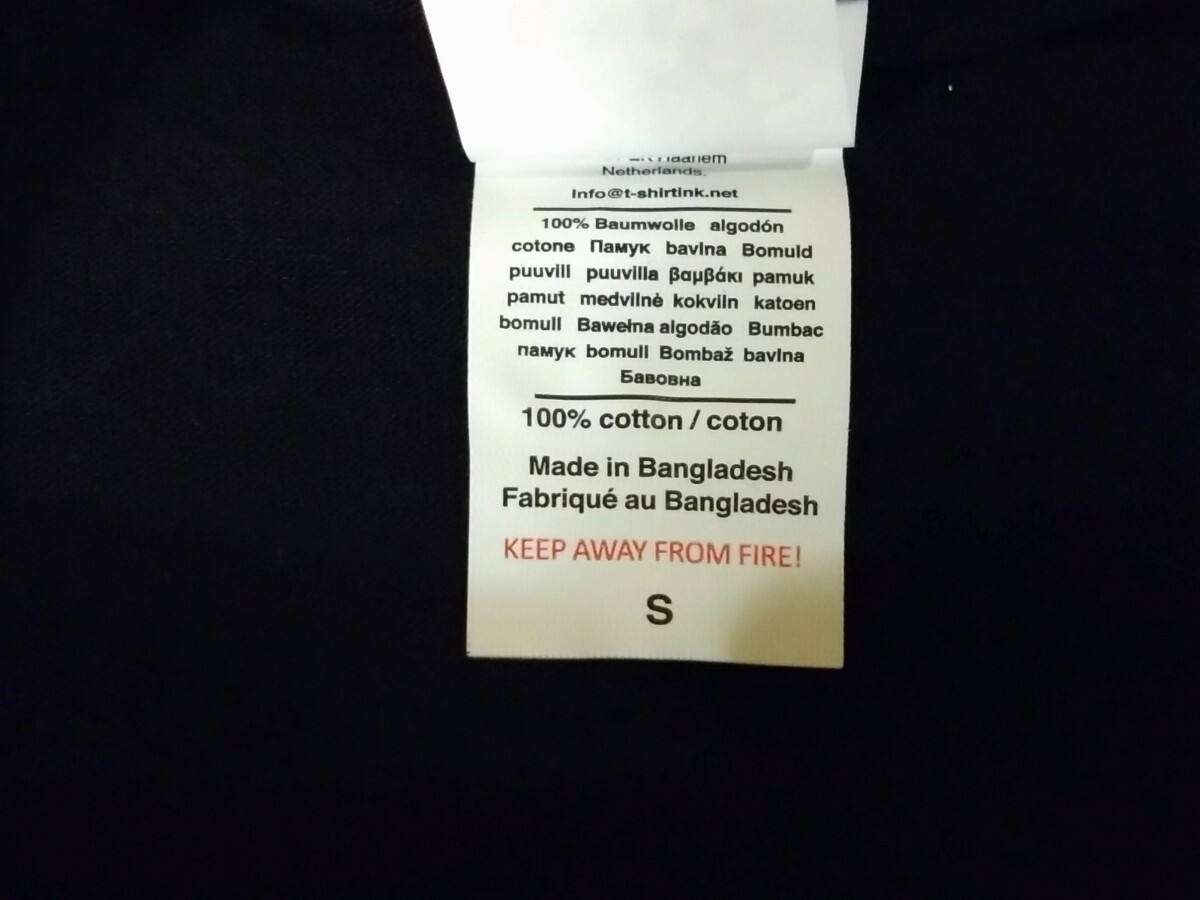 Haarlem
Netherlands.
Info@t-shirtink.net
100% Baumwolle algodón
cotone Памук bavlna Bomuld
puuvill puuvilla βαμβάκι pamuk
pamut medvilnė kokviln katoen
bomull Bawełna algodão Bumbac
памук bomull Bombaž bavlna
Бавовна
100% cotton / coton
Made in Bangladesh
Fabriqué au Bangladesh
KEEP AWAY FROM FIRE!
S